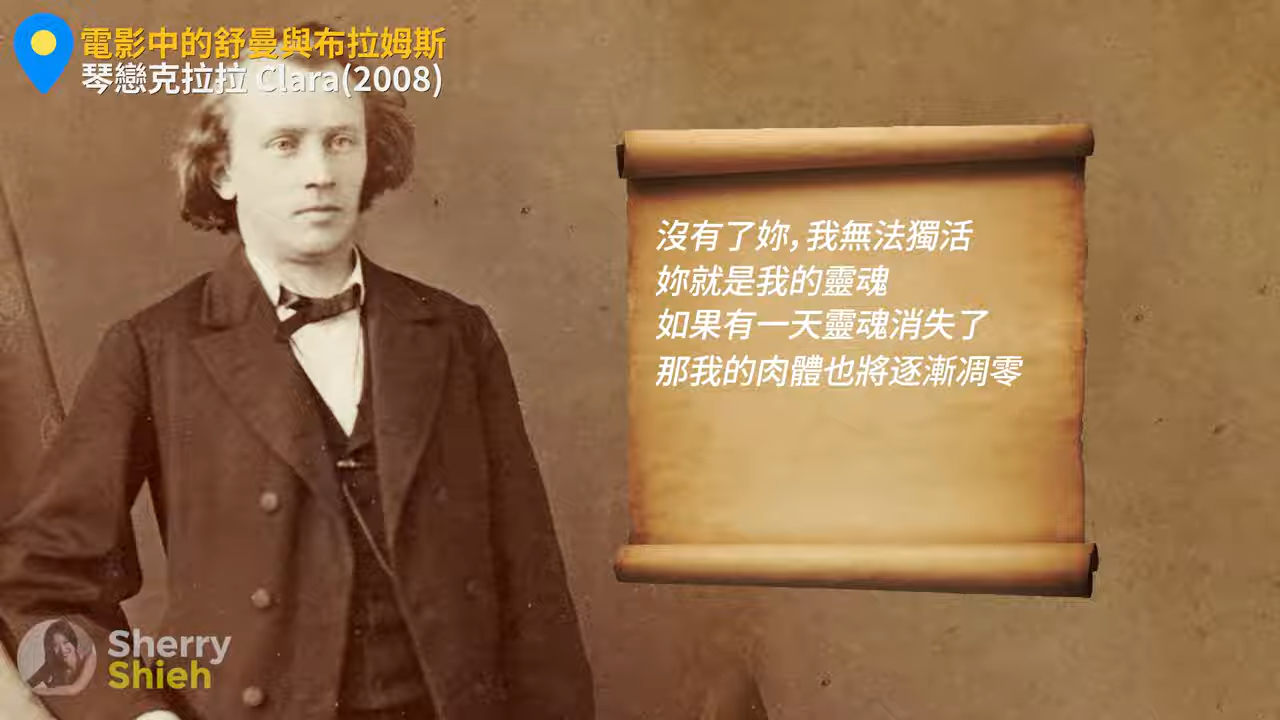 電影中的舒曼與布拉姆斯
琴戀克拉拉 Clara(2008)
沒有了妳，我無法獨活
妳就是我的靈魂
如果有一天靈魂消失了
那我的肉體也將逐漸凋零
Sherry
Shieh